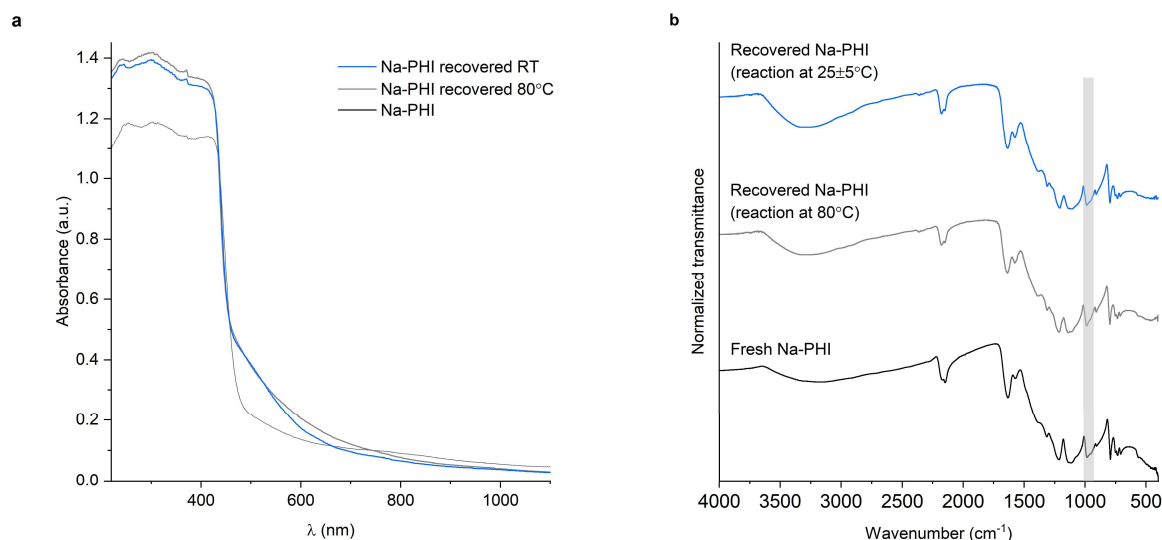 a
1.4
1.2
1.0
0.8
0.6
0.4
0.2
0.0
Absorbance (a.u.)
400
600
800
1000
λ (nm)
Na-PHI recovered RT
Na-PHI recovered 80°C
Na-PHI
b
Recovered Na-PHI
(reaction at 25±5°C)
Recovered Na-PHI
(reaction at 80°C)
Fresh Na-PHI
Normalized transmittance
4000
3500
3000
2500
2000
1500
1000
500
Wavenumber (cm⁻¹)